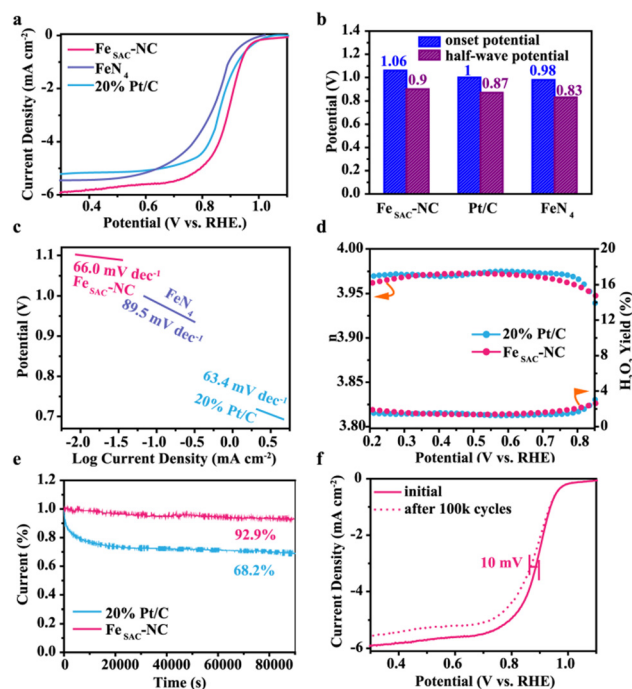 a
Fe_SAC-NC
FeN₄
20% Pt/C
Current Density (mA cm⁻²)
0
-2
-4
-6
0.4 0.6 0.8 1.0
Potential (V vs. RHE.)
b
onset potential
half-wave potential
Potential (V)
1.4
1.2
1.0
0.8
0.6
0.4
0.2
0.0
1.06 0.9 1 0.87 0.98 0.83
Fe_SAC-NC Pt/C FeN₄
c
Potential (V)
1.1
1.0
0.9
0.8
0.7
66.0 mV dec⁻¹
Fe_SAC-NC
FeN₄
89.5 mV dec⁻¹
63.4 mV dec⁻¹
20% Pt/C
-2.0 -1.5 -1.0 -0.5 0.0 0.5
Log Current Density (mA cm⁻²)
d
n
4.00
3.95
3.85
3.80
20% Pt/C
Fe_SAC-NC
20
16
12
8
4
0
H₂O₂ Yield (%)
0.2 0.3 0.4 0.5 0.6 0.7 0.8
Potential (V vs. RHE)
e
Current (%)
1.2
1.0
0.8
0.6
0.4
0.2
0.0
92.9%
68.2%
20% Pt/C
Fe_SAC-NC
0 20000 40000 60000 80000
Time (s)
f
initial
after 100k cycles
10 mV
Current Density (mA cm⁻²)
0
-2
-4
-6
0.4 0.6 0.8 1.0
Potential (V vs. RHE)